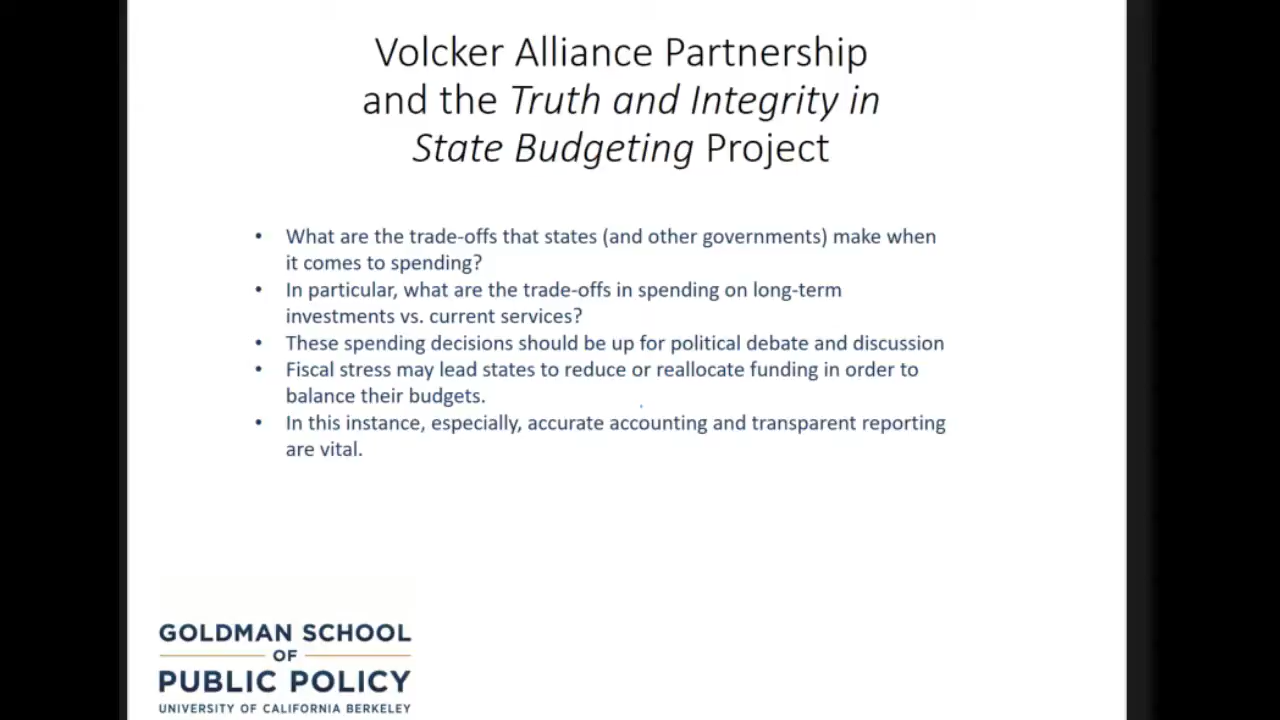 Volcker Alliance Partnership
and the Truth and Integrity in
State Budgeting Project
• What are the trade-offs that states (and other governments) make when
it comes to spending?
• In particular, what are the trade-offs in spending on long-term
investments vs. current services?
• These spending decisions should be up for political debate and discussion
• Fiscal stress may lead states to reduce or reallocate funding in order to
balance their budgets.
• In this instance, especially, accurate accounting and transparent reporting
are vital.
GOLDMAN SCHOOL
OF
PUBLIC POLICY
UNIVERSITY OF CALIFORNIA BERKELEY